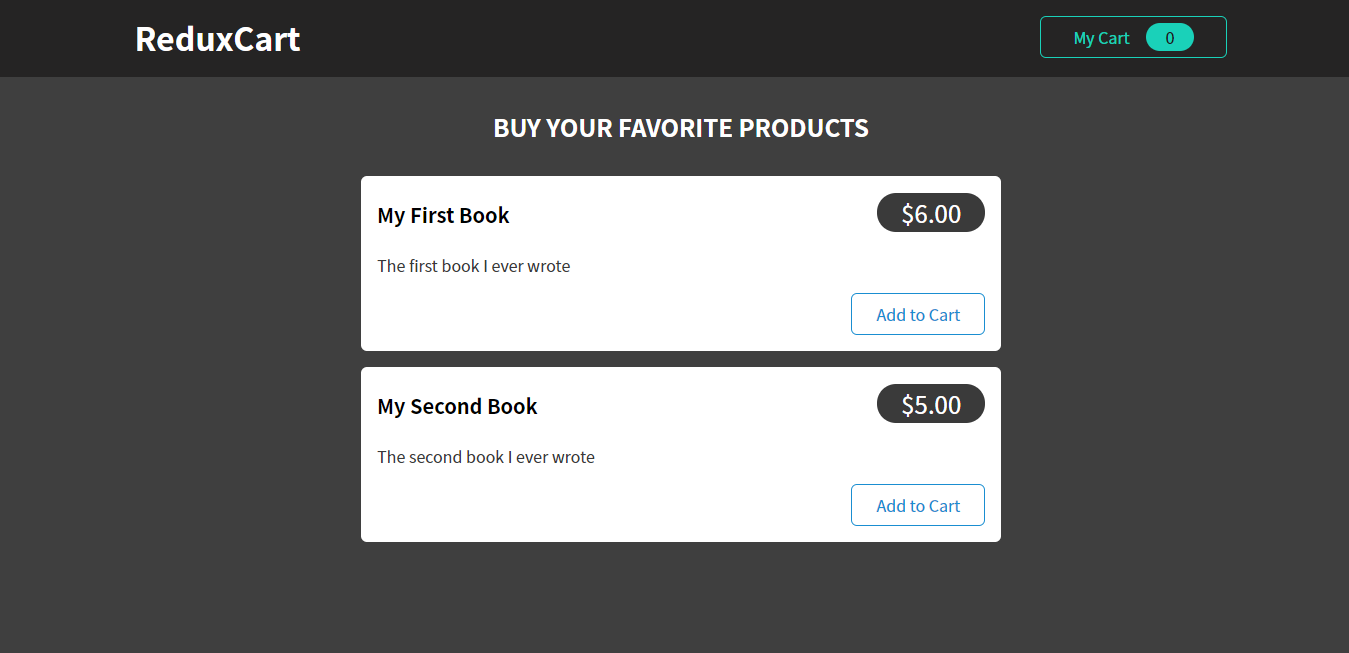 ReduxCart
My Cart 0
BUY YOUR FAVORITE PRODUCTS
My First Book $6.00
The first book I ever wrote
Add to Cart
My Second Book $5.00
The second book I ever wrote
Add to Cart